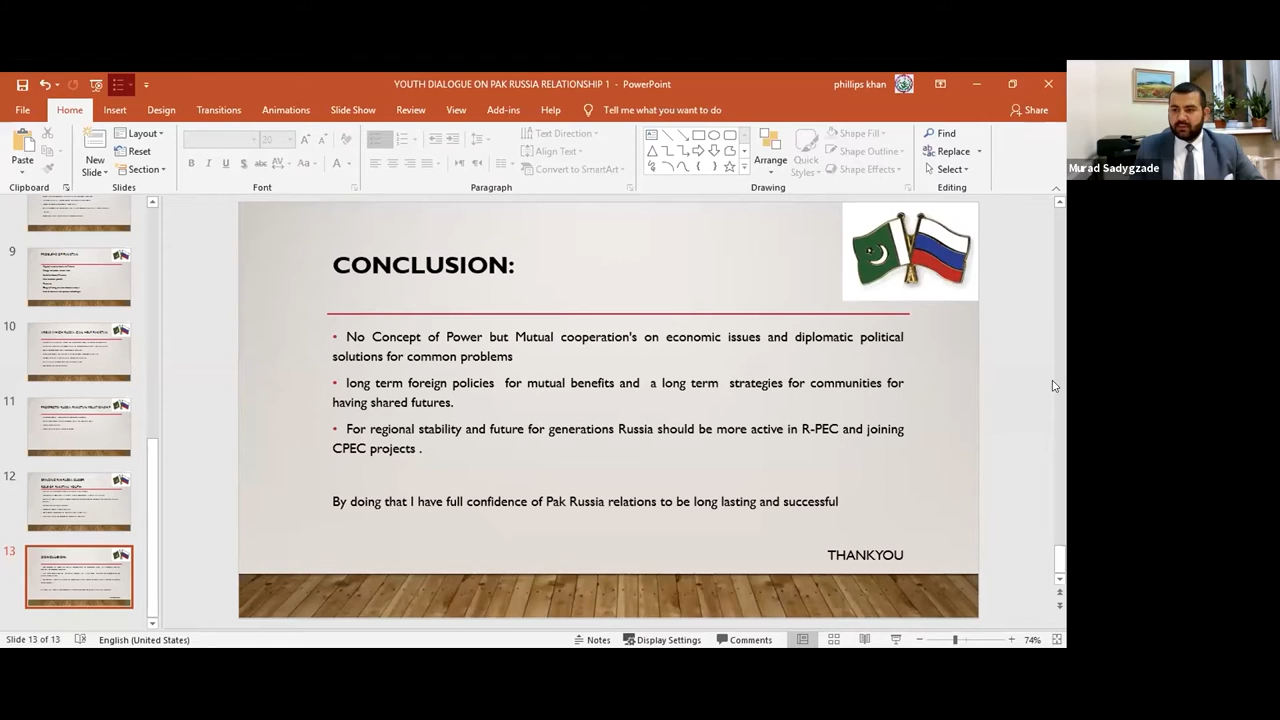 YOUTH DIALOGUE ON PAK RUSSIA RELATIONSHIP 1 - PowerPoint
phillips khan
File Home Insert Design Transitions Animations Slide Show Review View Add-ins Help Tell me what you want to do Share
Paste
New
Slide
Layout
Reset
Section
20
B I U S abc AV Aa A
Text Direction
Align Text
Convert to SmartArt
Arrange
Quick
Styles
Shape Fill
Shape Outline
Shape Effects
Find
Replace
Select
Clipboard Slides Font Paragraph Drawing Editing
Murad Sadygzade
9
10
11
12
13
CONCLUSION:
• No Concept of Power but Mutual cooperation's on economic issues and diplomatic political
solutions for common problems
• long term foreign policies for mutual benefits and a long term strategies for communities for
having shared futures.
• For regional stability and future for generations Russia should be more active in R-PEC and joining
CPEC projects .
By doing that I have full confidence of Pak Russia relations to be long lasting and successful
THANKYOU
Slide 13 of 13 English (United States) Notes Display Settings Comments 74%